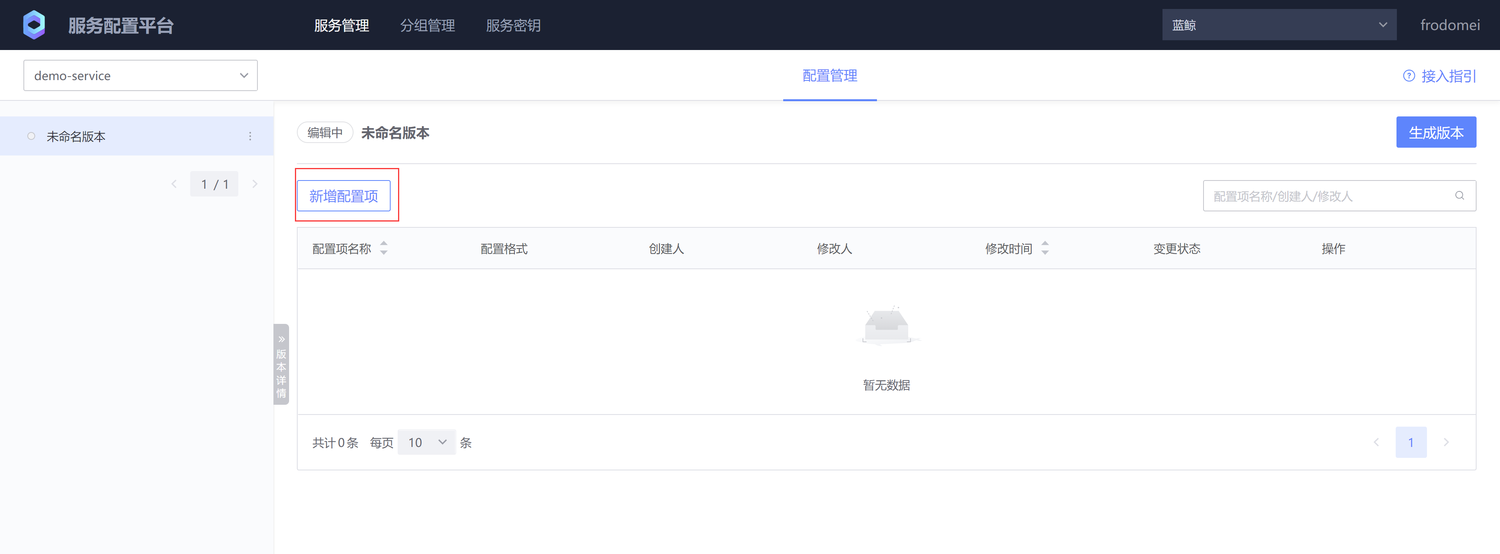 服务配置平台 服务管理 分组管理 服务密钥 蓝鲸 frodomei
demo-service 配置管理 接入指引
未命名版本 编辑中 未命名版本 生成版本
1 / 1 新增配置项 配置项名称/创建人/修改人
配置项名称 配置格式 创建人 修改人 修改时间 变更状态 操作
版本详情
暂无数据
共计0条 每页 10 条 1